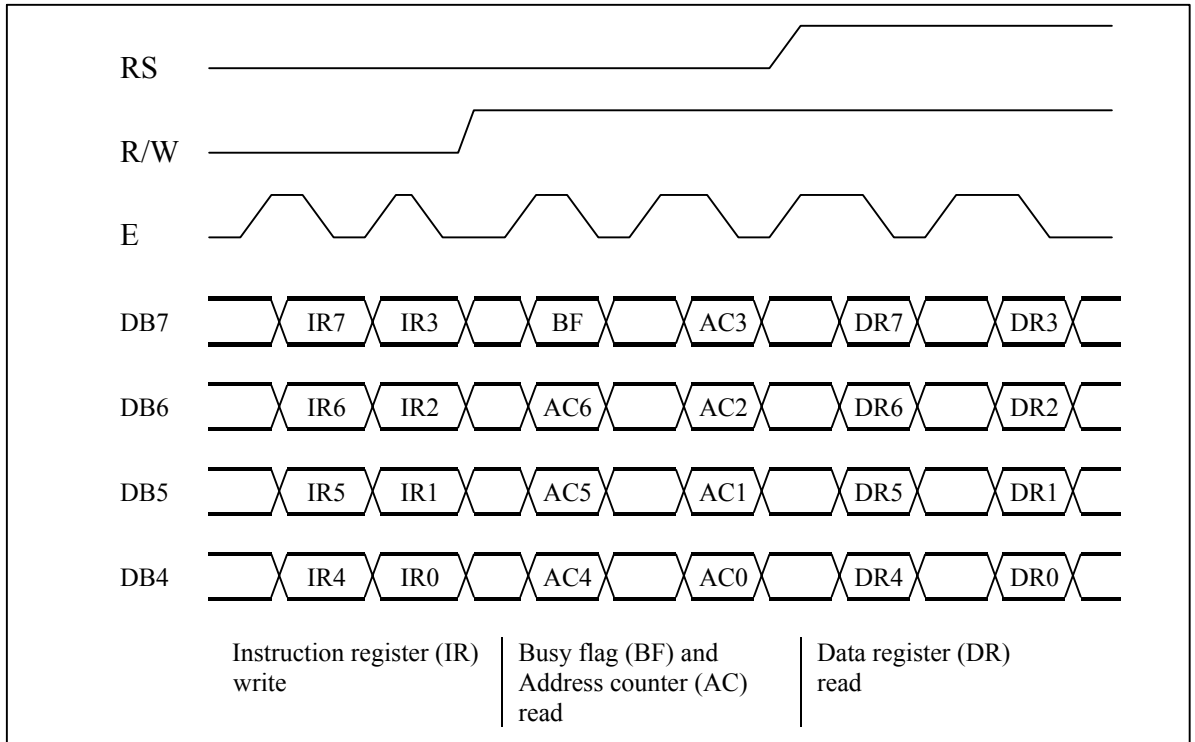 RS
R/W
E
DB7 IR7 IR3 BF AC3 DR7 DR3
DB6 IR6 IR2 AC6 AC2 DR6 DR2
DB5 IR5 IR1 AC5 AC1 DR5 DR1
DB4 IR4 IR0 AC4 AC0 DR4 DR0
Instruction register (IR)
write
Busy flag (BF) and
Address counter (AC)
read
Data register (DR)
read